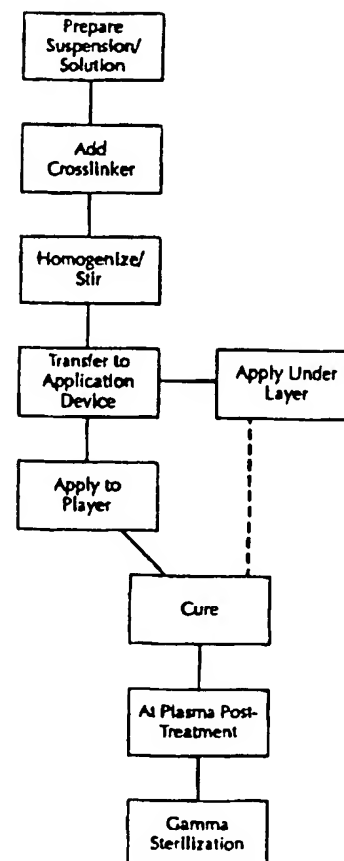 Prepare
Suspension/
Solution
Add
Crosslinker
Homogenize/
Stir
Transfer to
Application
Device
Apply Under
Layer
Apply to
Player
Cure
At Plasma Post-
Treatment
Gamma
Sterilization